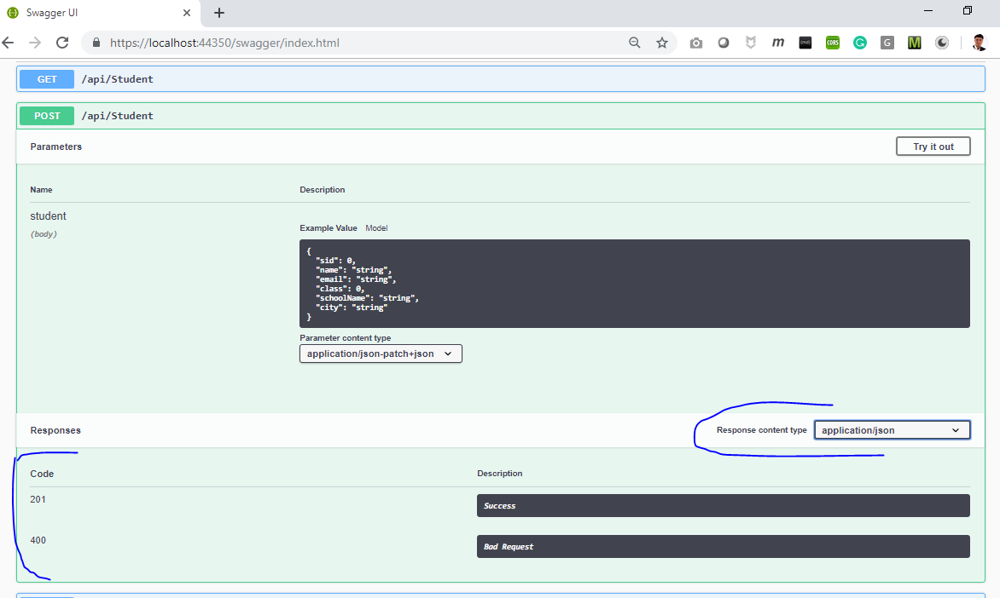 Swagger UI
https://localhost:44350/swagger/index.html
m
CORS
G
G
M
GET /api/Student
POST /api/Student
Parameters
Try it out
Name Description
student
(body)
Example Value Model
{
"sid": 0,
"name": "string",
"email": "string",
"class": 0,
"schoolName": "string",
"city": "string"
}
Parameter content type
application/json-patch+json
Responses
Response content type application/json
Code Description
201 Success
400 Bad Request